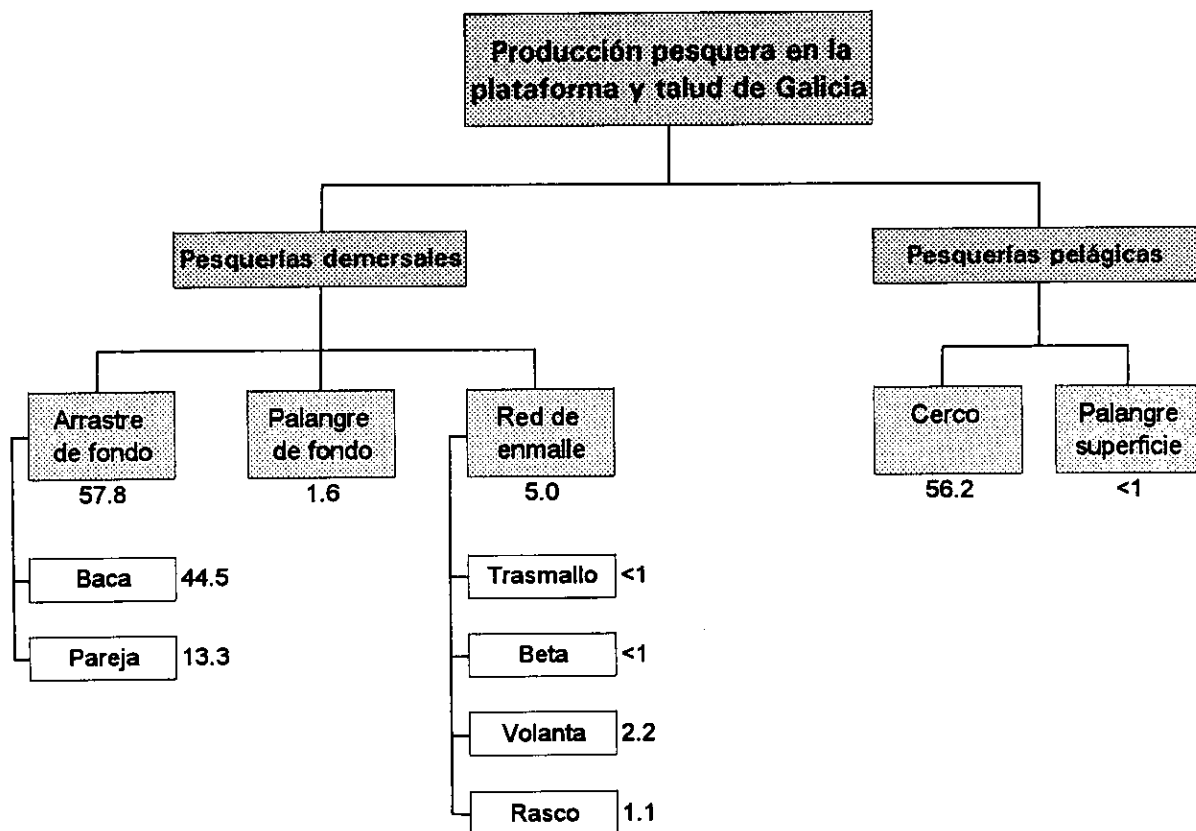 Producción pesquera en la
plataforma y talud de Galicia
Pesquerías demersales
Pesquerías pelágicas
Arrastre
de fondo
57.8
Palangre
de fondo
1.6
Red de
enmalle
5.0
Cerco
56.2
Palangre
superficie
<1
Baca 44.5
Pareja 13.3
Trasmallo <1
Beta <1
Volanta 2.2
Rasco 1.1